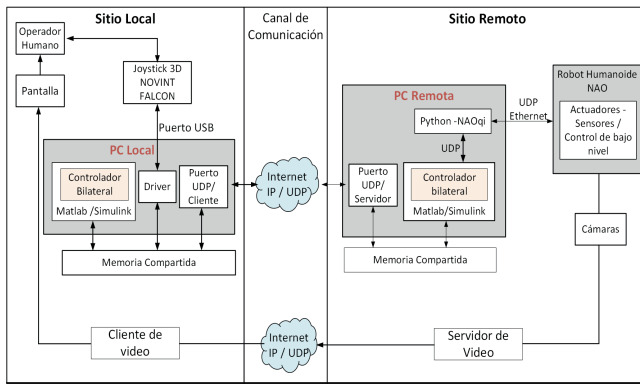 Sitio Local
Canal de
Comunicación
Sitio Remoto
Operador
Humano
Pantalla
Joystick 3D
NOVINT
FALCON
Puerto USB
PC Local
Controlador
Bilateral
Matlab /Simulink
Driver
Puerto
UDP/
Cliente
Memoria Compartida
Internet
IP / UDP
PC Remota
Python -NAOqi
UDP
Puerto
UDP/
Servidor
Controlador
bilateral
Matlab/Simulink
Memoria Compartida
UDP
Ethernet
Robot Humanoide
NAO
Actuadores -
Sensores /
Control de bajo
nivel
Cámaras
Cliente de
video
Internet
IP / UDP
Servidor de
Video